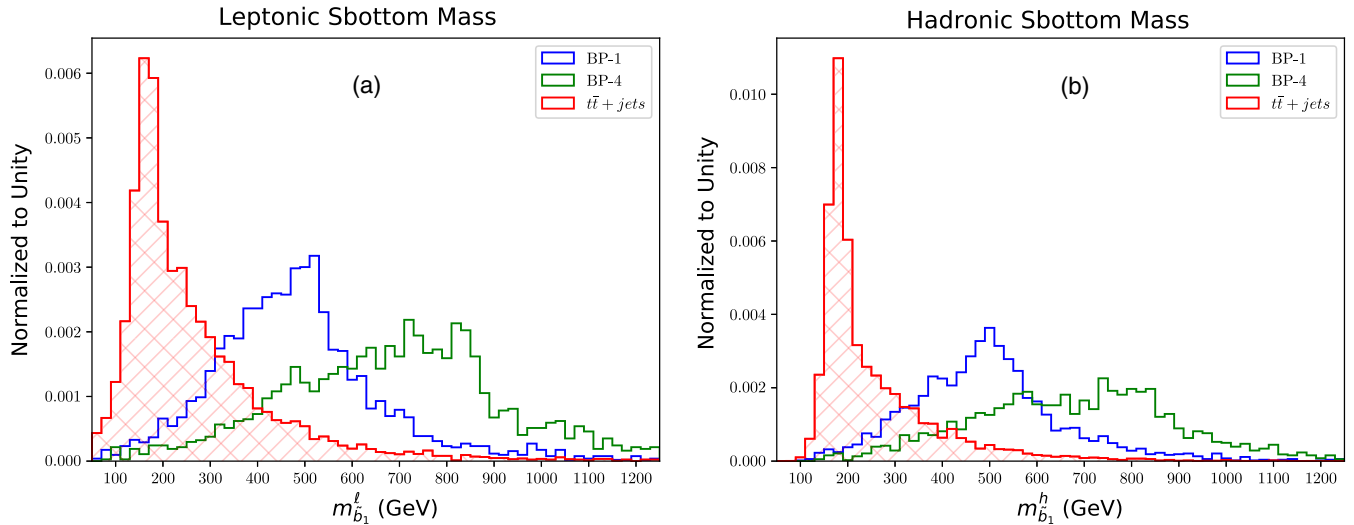 Leptonic Sbottom Mass
(a)
BP-1
BP-4
tt̄ + jets
Normalized to Unity
0.006
0.005
0.004
0.003
0.002
0.001
0.000
100 200 300 400 500 600 700 800 900 1000 1100 1200
m^ℓ_b̃₁ (GeV)
Hadronic Sbottom Mass
(b)
BP-1
BP-4
tt̄ + jets
Normalized to Unity
0.010
0.008
0.006
0.004
0.002
0.000
100 200 300 400 500 600 700 800 900 1000 1100 1200
m^h_b̃₁ (GeV)